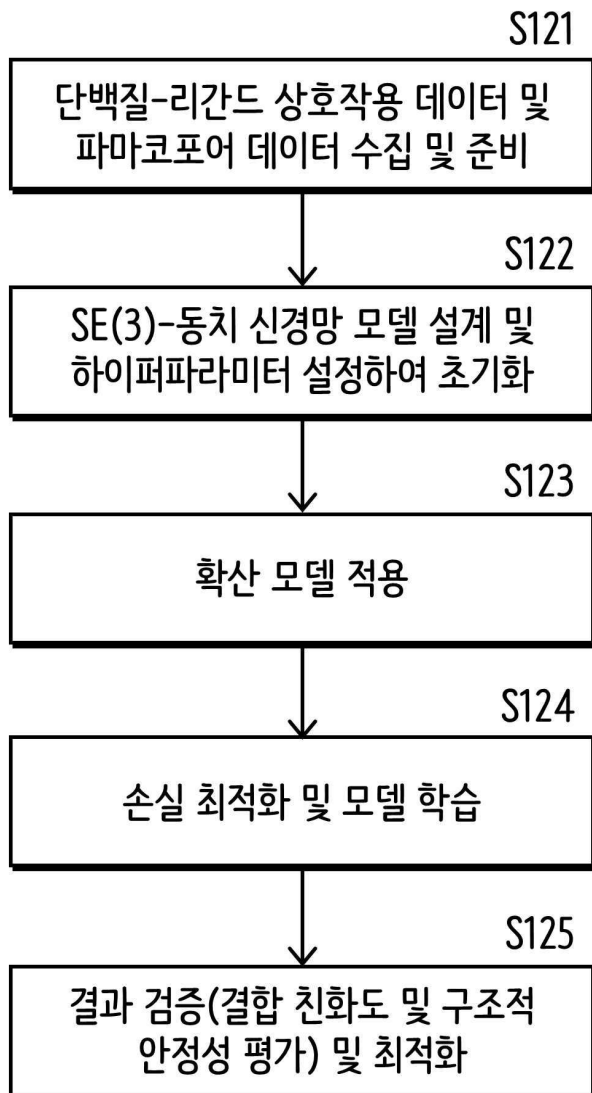 S121
단백질-리간드 상호작용 데이터 및
파마코포어 데이터 수집 및 준비
S122
SE(3)-동치 신경망 모델 설계 및
하이퍼파라미터 설정하여 초기화
S123
확산 모델 적용
S124
손실 최적화 및 모델 학습
S125
결과 검증(결합 친화도 및 구조적
안정성 평가) 및 최적화